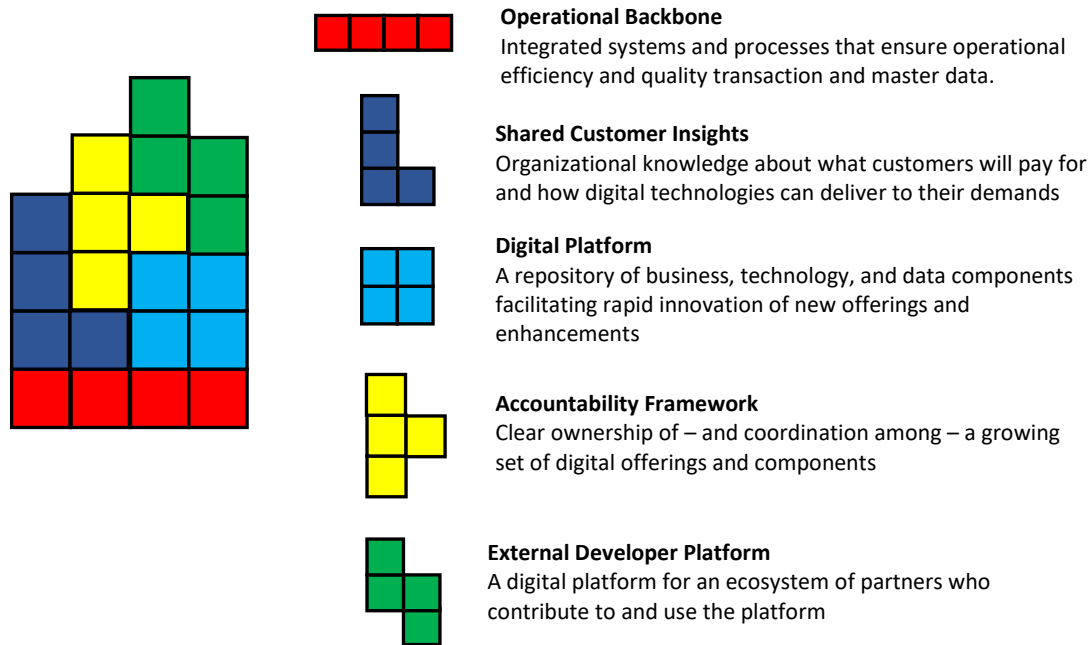 Operational Backbone
Integrated systems and processes that ensure operational
efficiency and quality transaction and master data.
Shared Customer Insights
Organizational knowledge about what customers will pay for
and how digital technologies can deliver to their demands
Digital Platform
A repository of business, technology, and data components
facilitating rapid innovation of new offerings and
enhancements
Accountability Framework
Clear ownership of – and coordination among – a growing
set of digital offerings and components
External Developer Platform
A digital platform for an ecosystem of partners who
contribute to and use the platform